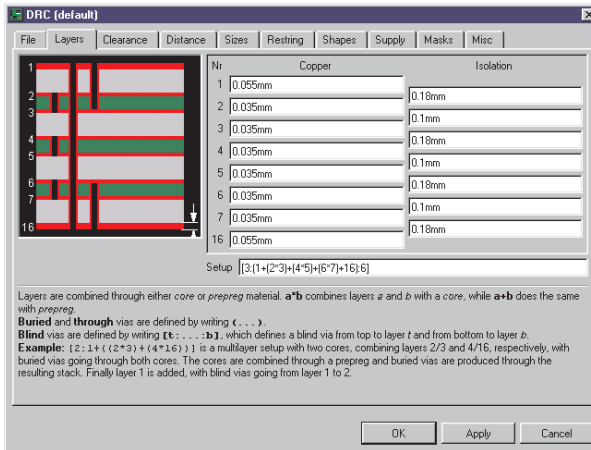 DRC (default)
File Layers Clearance Distance Sizes Restring Shapes Supply Masks Misc
Nr Copper Isolation
1 1 0.055mm
0.18mm
2 2 0.035mm
0.1mm
3 3 0.035mm
0.18mm
4 4 0.035mm
0.1mm
5 5 0.035mm
0.18mm
6 6 0.035mm
0.1mm
7 7 0.035mm
0.18mm
16 16 0.055mm
Setup [3:(1+(2*3)+(4*5)+(6*7)+16):6]
Layers are combined through either core or prepreg material. a*b combines layers a and b with a core, while a+b does the same
with prepreg.
Buried and through vias are defined by writing (...).
Blind vias are defined by writing [t:...:b], which defines a blind via from top to layer t and from bottom to layer b.
Example: [2:1+((2*3)+(4*16))] is a multilayer setup with two cores, combining layers 2/3 and 4/16, respectively, with
buried vias going through both cores. The cores are combined through a prepreg and buried vias are produced through the
resulting stack. Finally layer 1 is added, with blind vias going from layer 1 to 2.
OK Apply Cancel